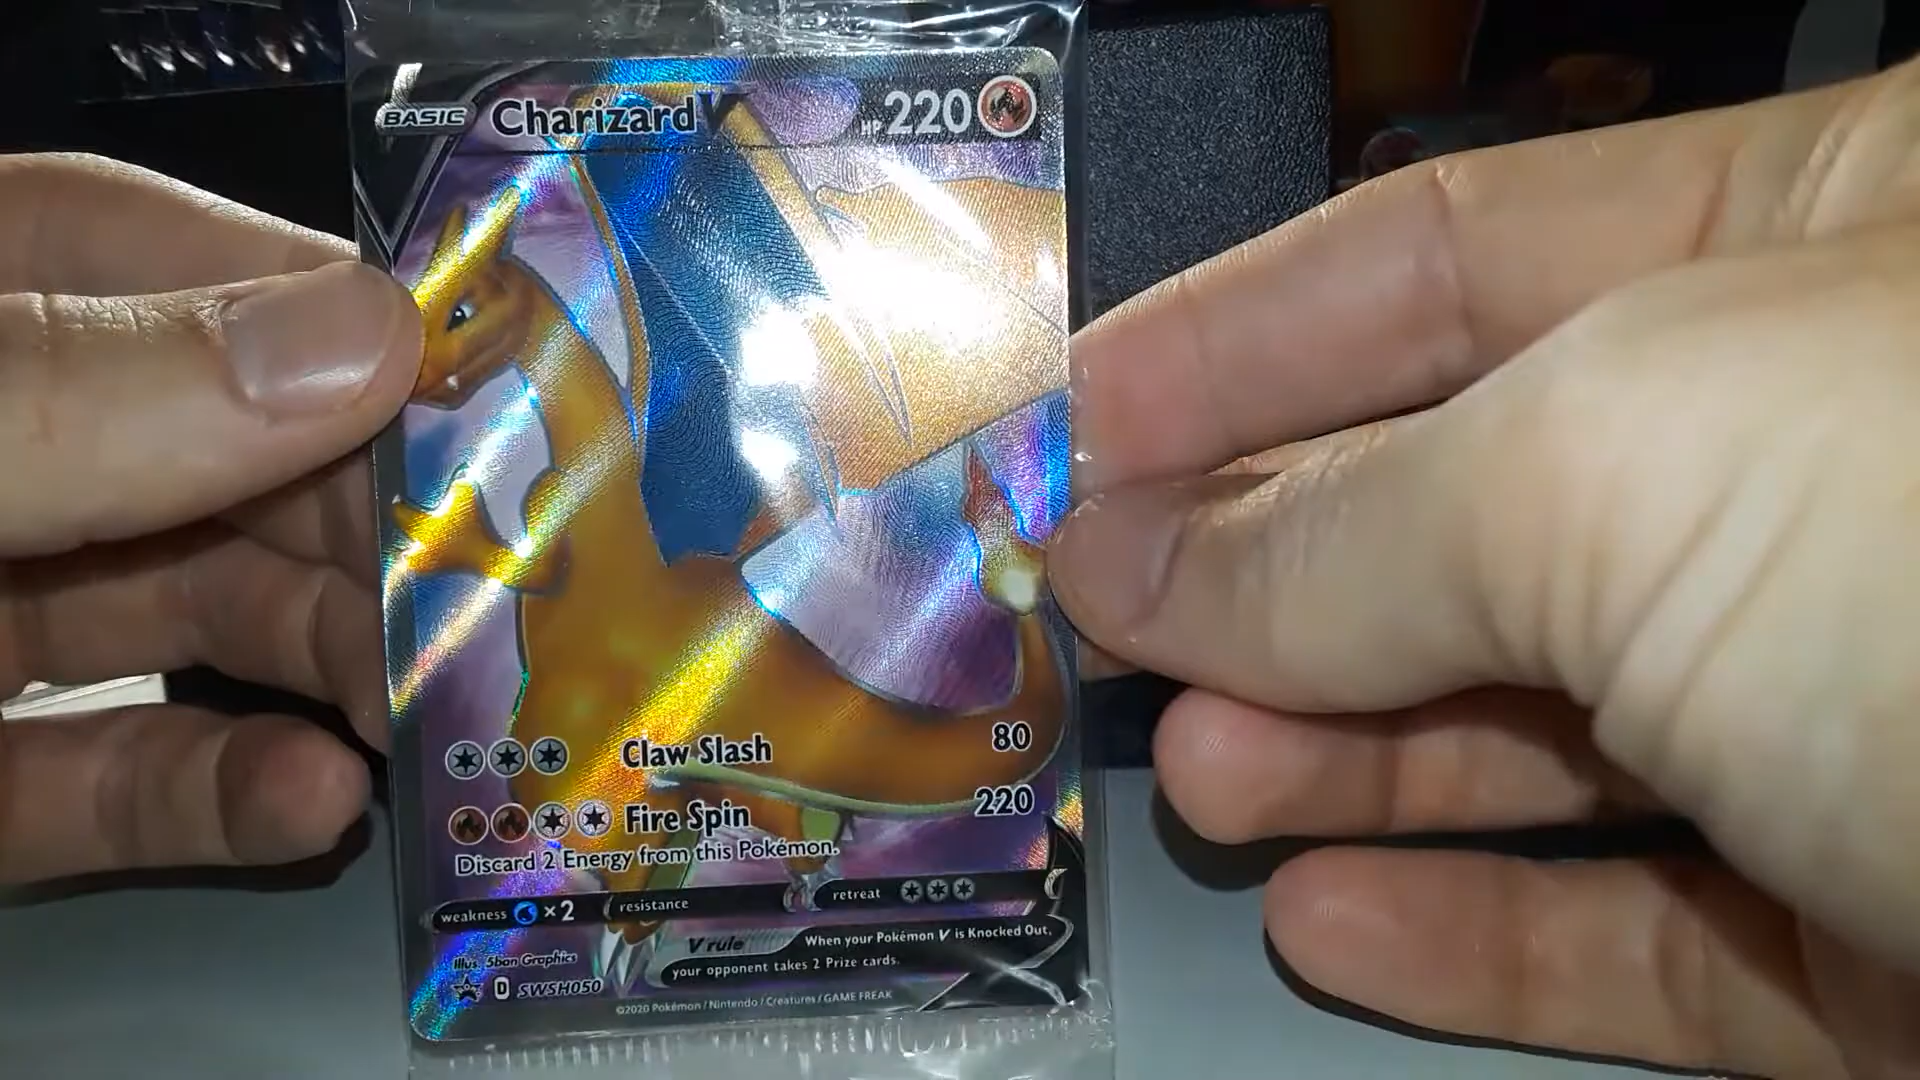 BASIC Charizard V HP 220
Claw Slash 80
Fire Spin 220
Discard 2 Energy from this Pokémon.
weakness ×2 resistance retreat
V rule When your Pokémon V is Knocked Out,
your opponent takes 2 Prize cards.
Illus. 5ban Graphics
D SWSH050
©2020 Pokémon / Nintendo / Creatures / GAME FREAK